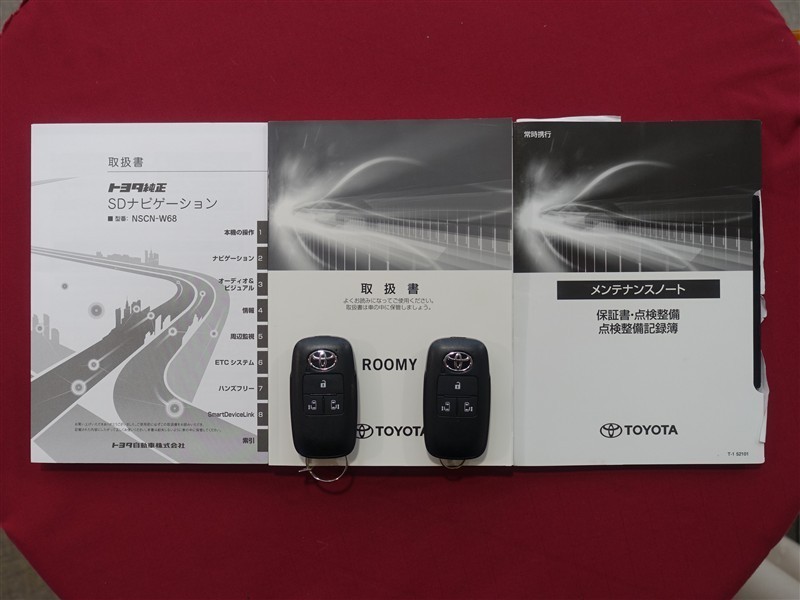 取扱書
トヨタ純正
SDナビゲーション
■ 型番: NSCN-W68
本機の操作 1
ナビゲーション 2
オーディオ&
ビジュアル 3
情報 4
周辺監視 5
ETC システム 6
ハンズフリー 7
SmartDeviceLink 8
索引
トヨタ自動車株式会社
取扱書
よくお読みになってご使用ください。
取扱書は車の中に保管しましょう。
ROOMY
TOYOTA
常時携行
メンテナンスノート
保証書・点検整備
点検整備記録簿
TOYOTA
T-1 52101